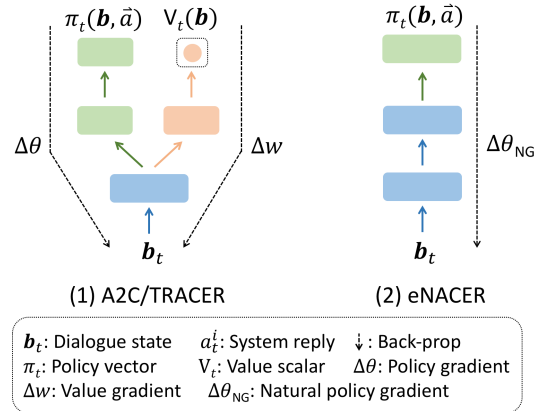 π_t(𝒃, a⃗) V_t(𝒃) π_t(𝒃, a⃗)
Δθ Δw Δθ_NG
𝒃_t 𝒃_t
(1) A2C/TRACER (2) eNACER
𝒃_t: Dialogue state a_t^i: System reply ⇣: Back-prop
π_t: Policy vector V_t: Value scalar Δθ: Policy gradient
Δw: Value gradient Δθ_NG: Natural policy gradient